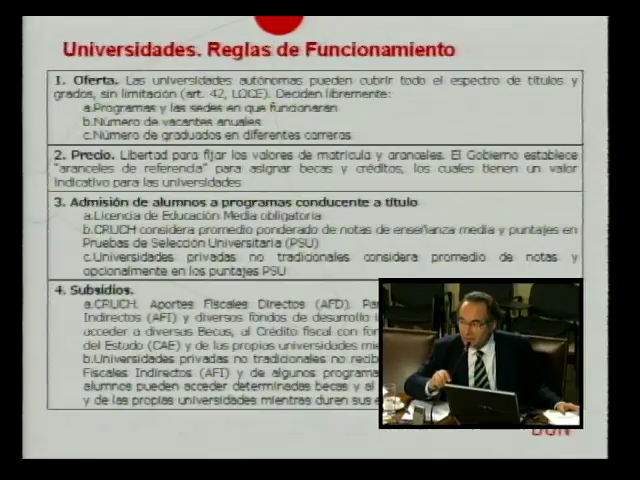 Universidades. Reglas de Funcionamiento
1. Oferta. Las universidades autónomas pueden cubrir todo el espectro de títulos y
grados, sin limitación (art. 42, LOCE). Deciden libremente:
a.Programas y las sedes en que funcionarán
b.Número de vacantes anuales
c.Número de graduados en diferentes carreras
2. Precio. Libertad para fijar los valores de matrícula y aranceles. El Gobierno establece
"aranceles de referencia" para asignar becas y créditos, los cuales tienen un valor
indicativo para las universidades
3. Admisión de alumnos a programas conducente a título
a.Licencia de Educación Media obligatoria
b.CRUCH considera promedio ponderado de notas de enseñanza media y puntajes en
Pruebas de Selección Universitaria (PSU)
c.Universidades privadas no tradicionales considera promedio de notas y
opcionalmente en los puntajes PSU
4. Subsidios.
a.CRUCH. Aportes Fiscales Directos (AFD).
Indirectos (AFI) y diversos fondos de desarrollo
acceder a diversas Becas, al Crédito fiscal con
del Estado (CAE) y de las propias universidades
b.Universidades privadas no tradicionales no
Fiscales Indirectos (AFI) y de algunos
alumnos pueden acceder determinadas becas y al
y de las propias universidades mientras duren sus